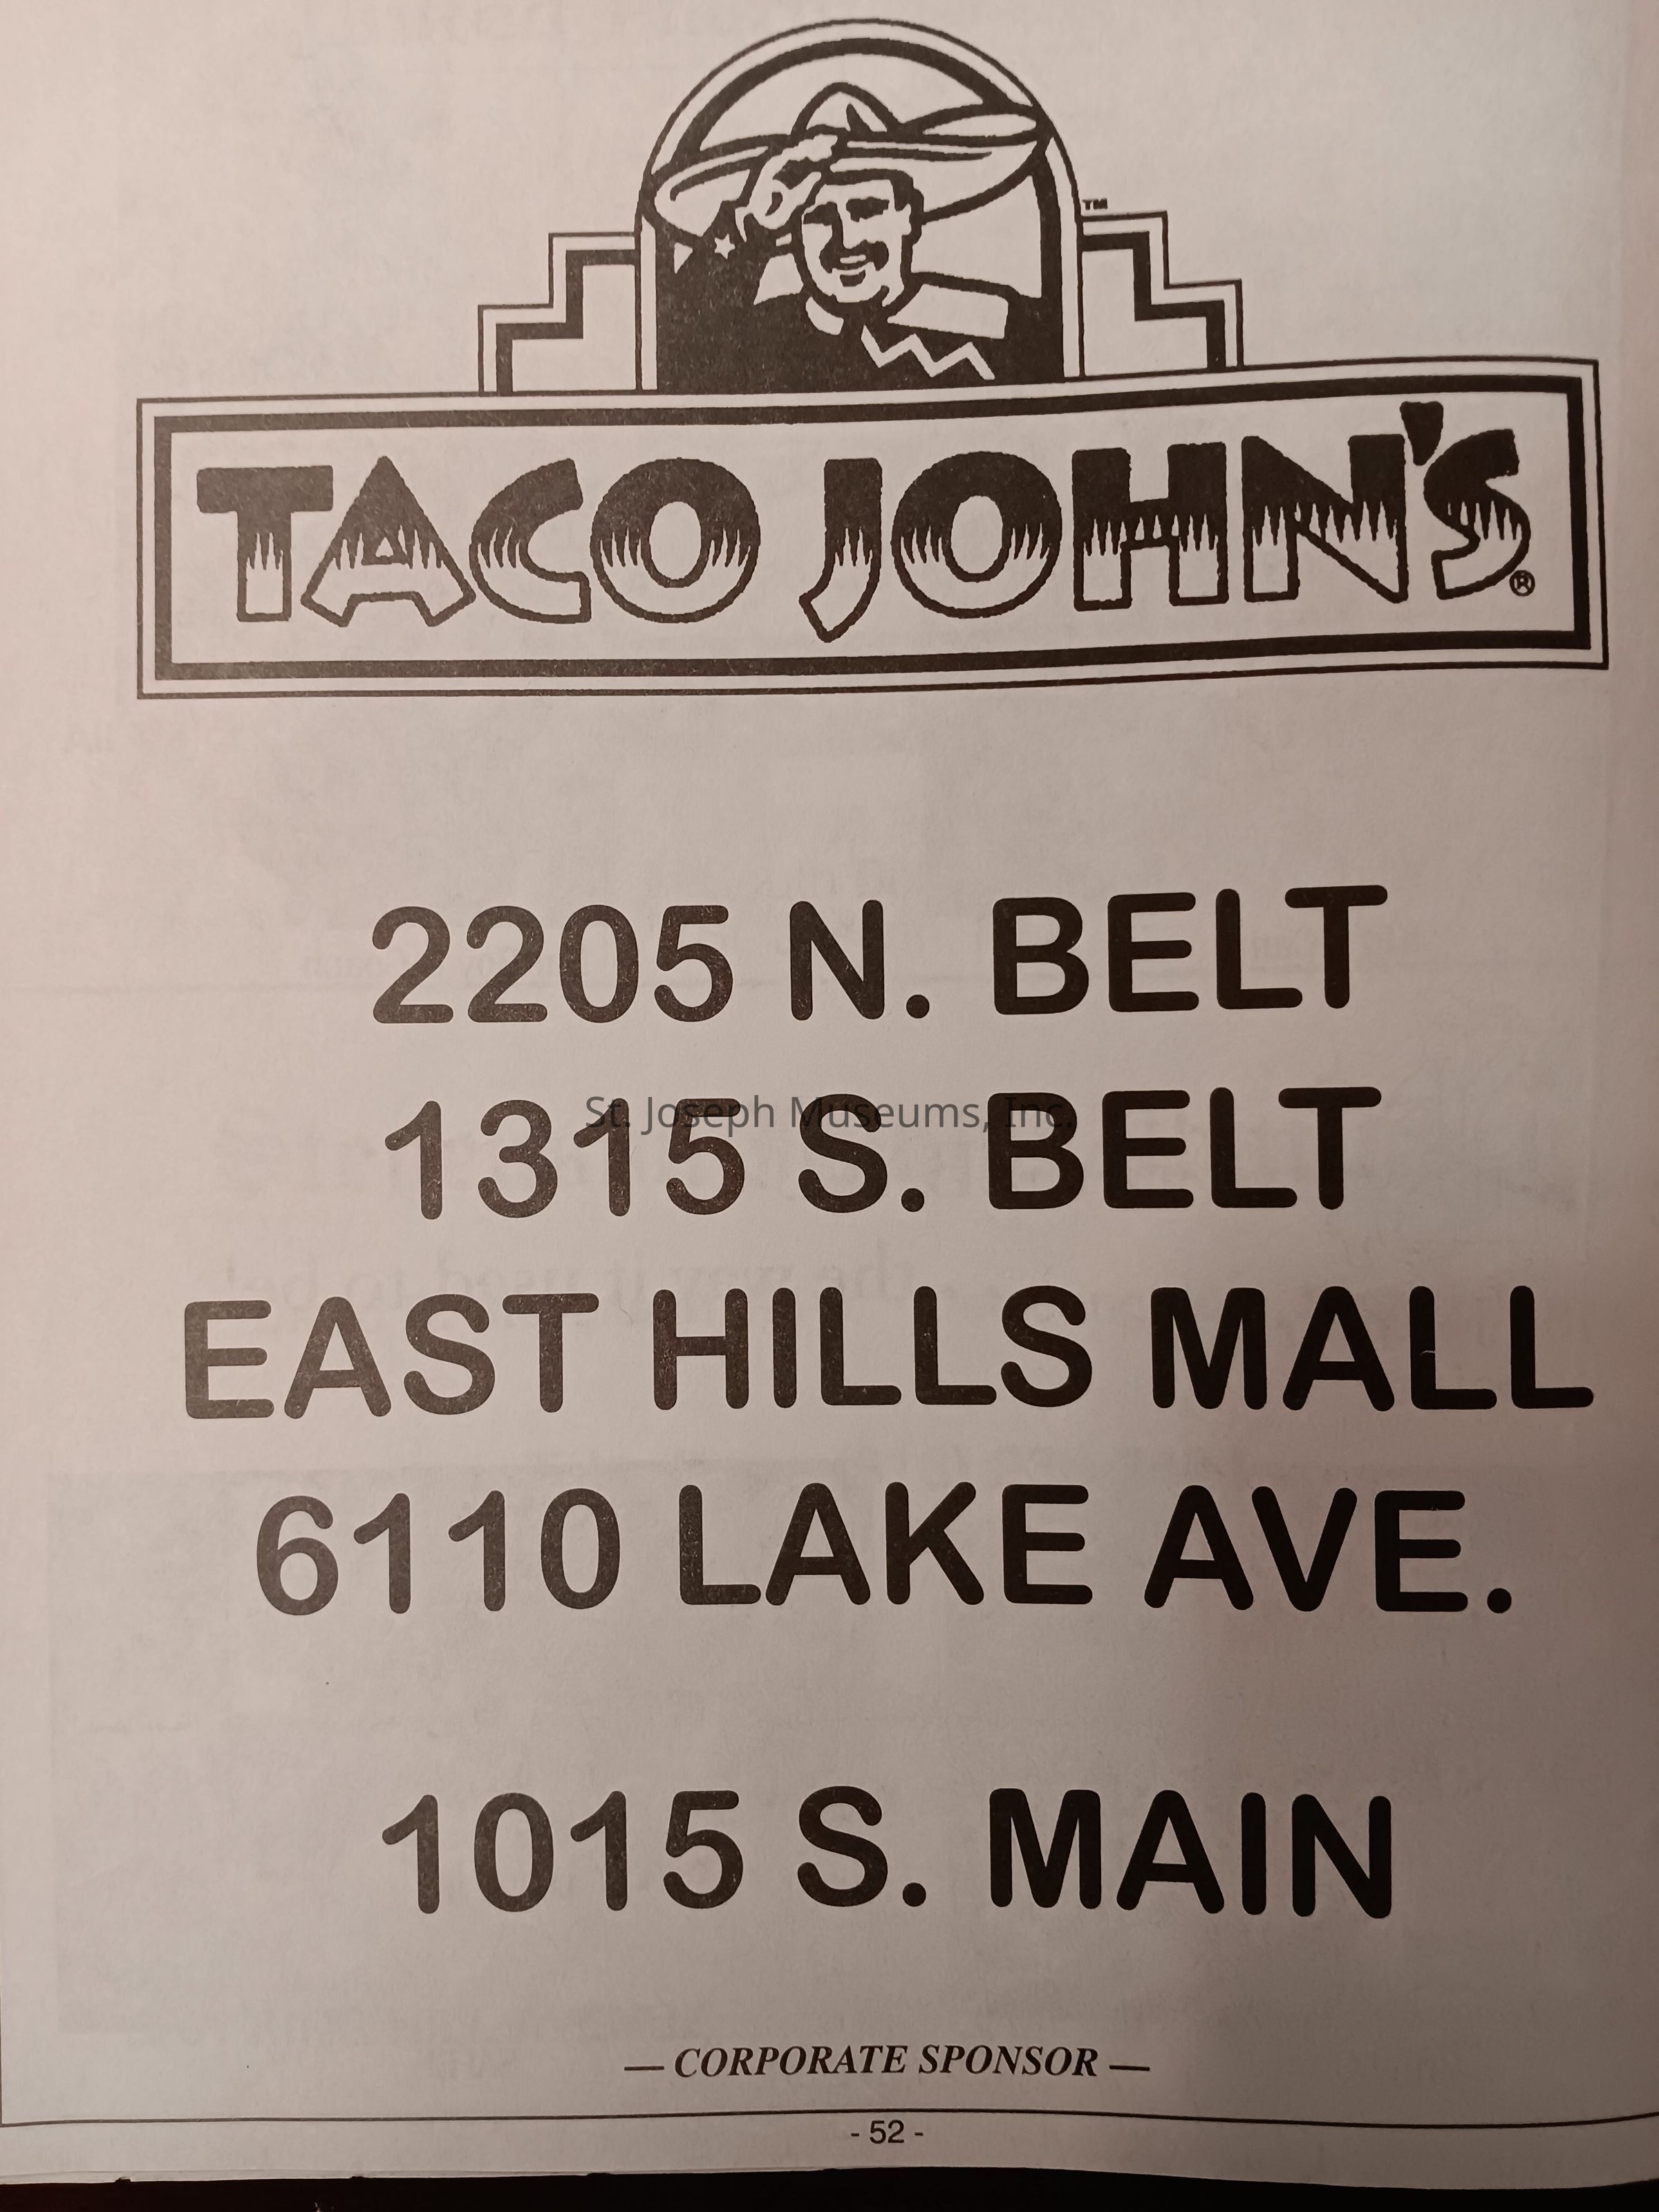 TM
TACO JOHN'S®
2205 N. BELT
St. Joseph Museums, Inc.
1315 S. BELT
EAST HILLS MALL
6110 LAKE AVE.
1015 S. MAIN
— CORPORATE SPONSOR —
- 52 -